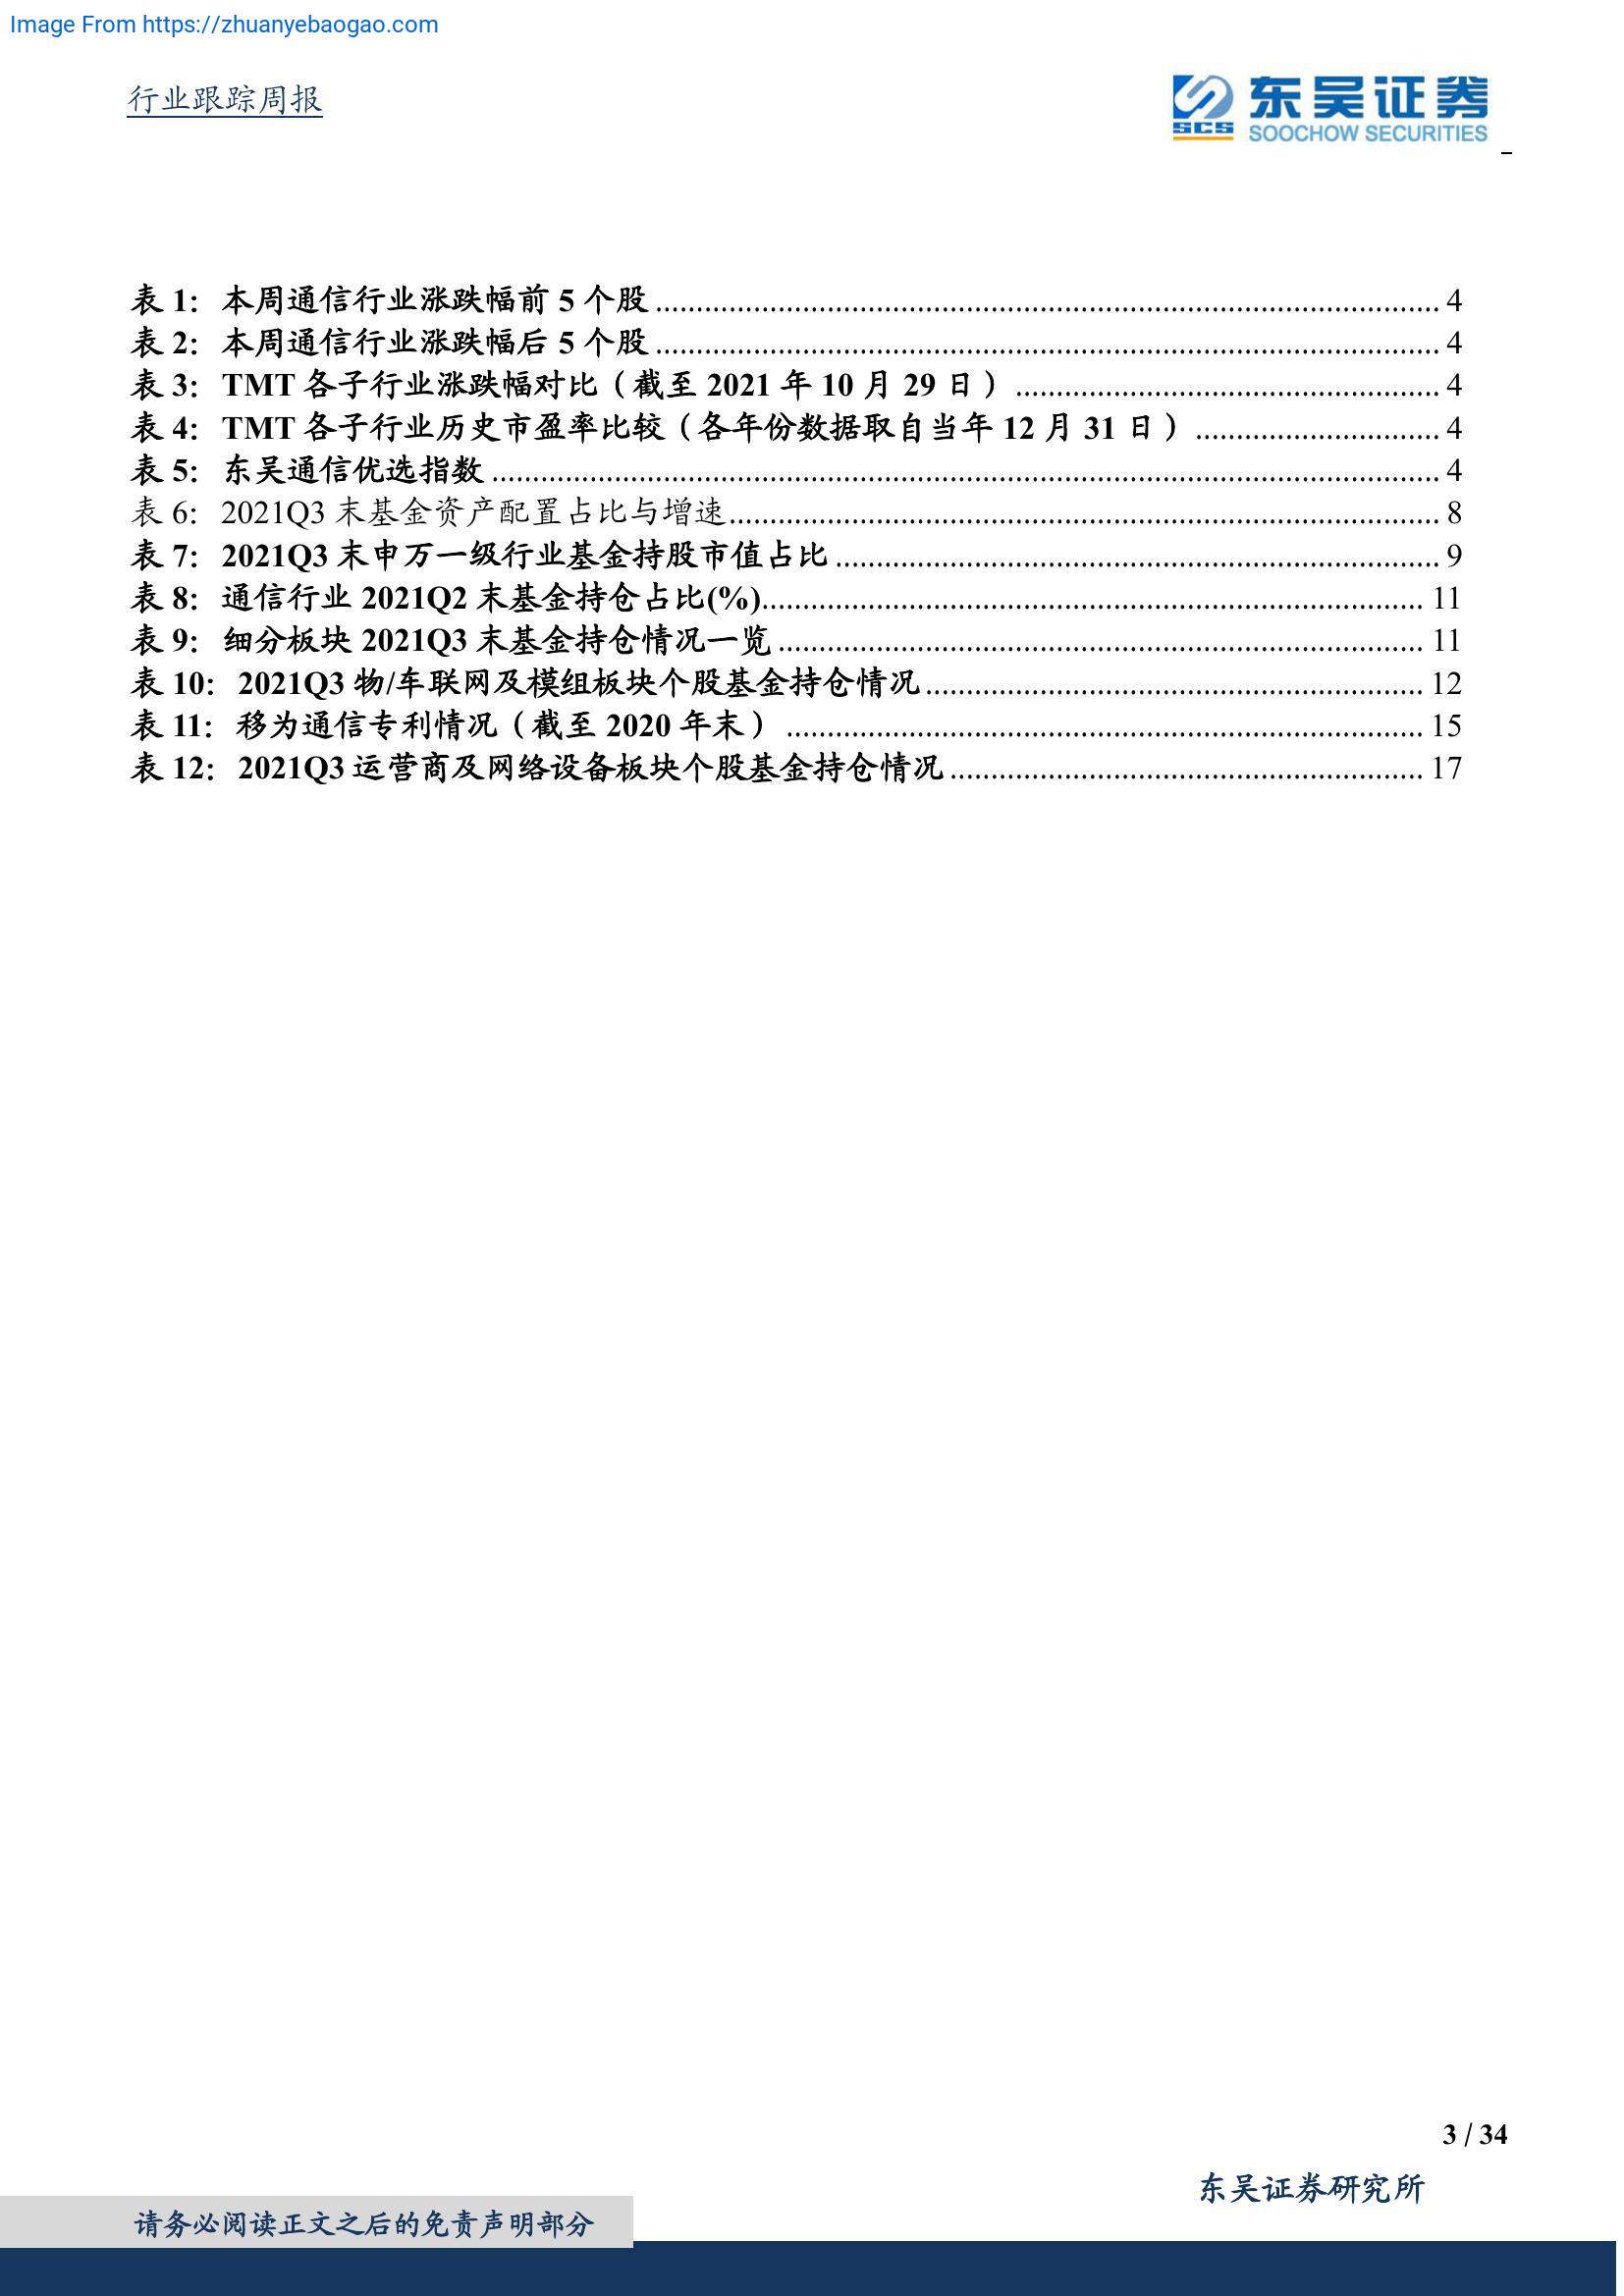 Image From https://zhuanyebaogao.com
行业跟踪周报
SCS 东吴证券
SOOCHOW SECURITIES
表 1: 本周通信行业涨跌幅前 5 个股 ........ 4
表 2: 本周通信行业涨跌幅后 5 个股 ........ 4
表 3: TMT 各子行业涨跌幅对比（截至 2021 年 10 月 29 日） ........ 4
表 4: TMT 各子行业历史市盈率比较（各年份数据取自当年 12 月 31 日） ........ 4
表 5: 东吴通信优选指数 ........ 4
表 6: 2021Q3 末基金资产配置占比与增速 ........ 8
表 7: 2021Q3 末申万一级行业基金持股市值占比 ........ 9
表 8: 通信行业 2021Q2 末基金持仓占比(%) ........ 11
表 9: 细分板块 2021Q3 末基金持仓情况一览 ........ 11
表 10: 2021Q3 物/车联网及模组板块个股基金持仓情况 ........ 12
表 11: 移为通信专利情况（截至 2020 年末） ........ 15
表 12: 2021Q3 运营商及网络设备板块个股基金持仓情况 ........ 17
3 / 34
东吴证券研究所
请务必阅读正文之后的免责声明部分